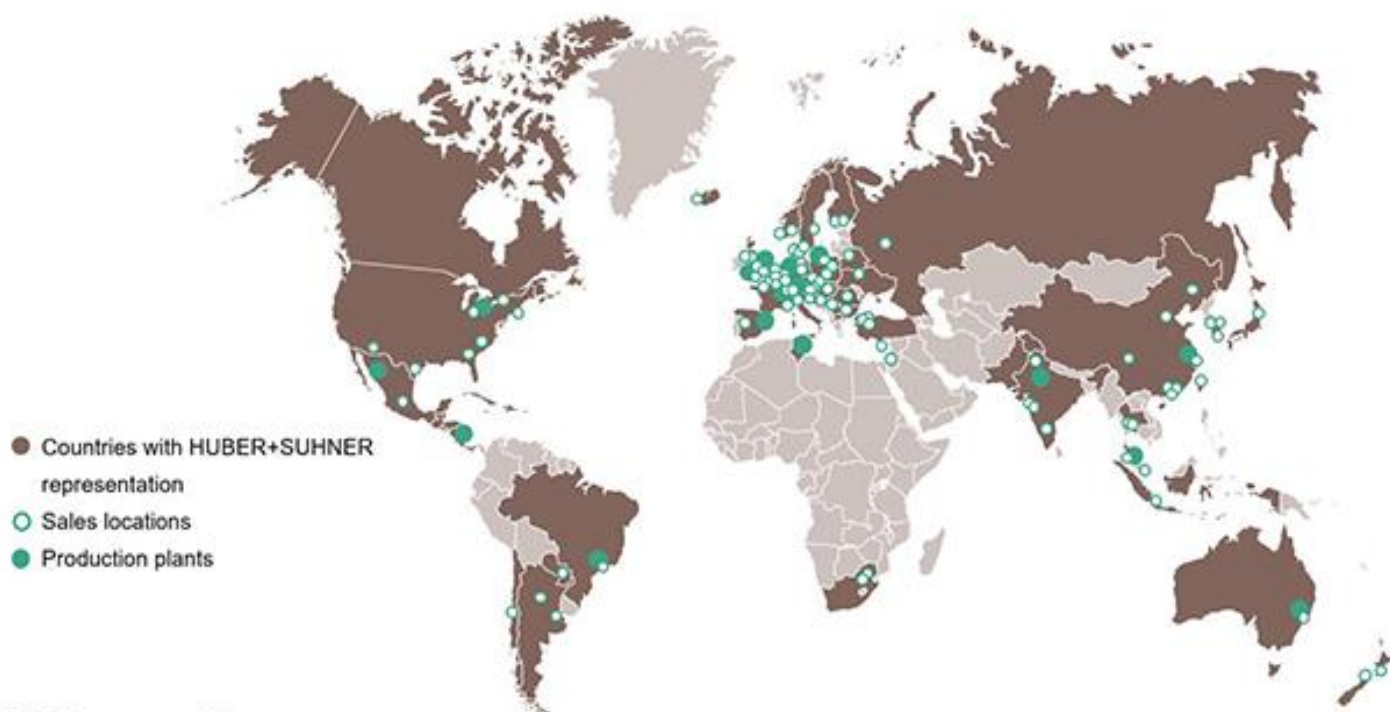 Countries with HUBER+SUHNER
representation
Sales locations
Production plants